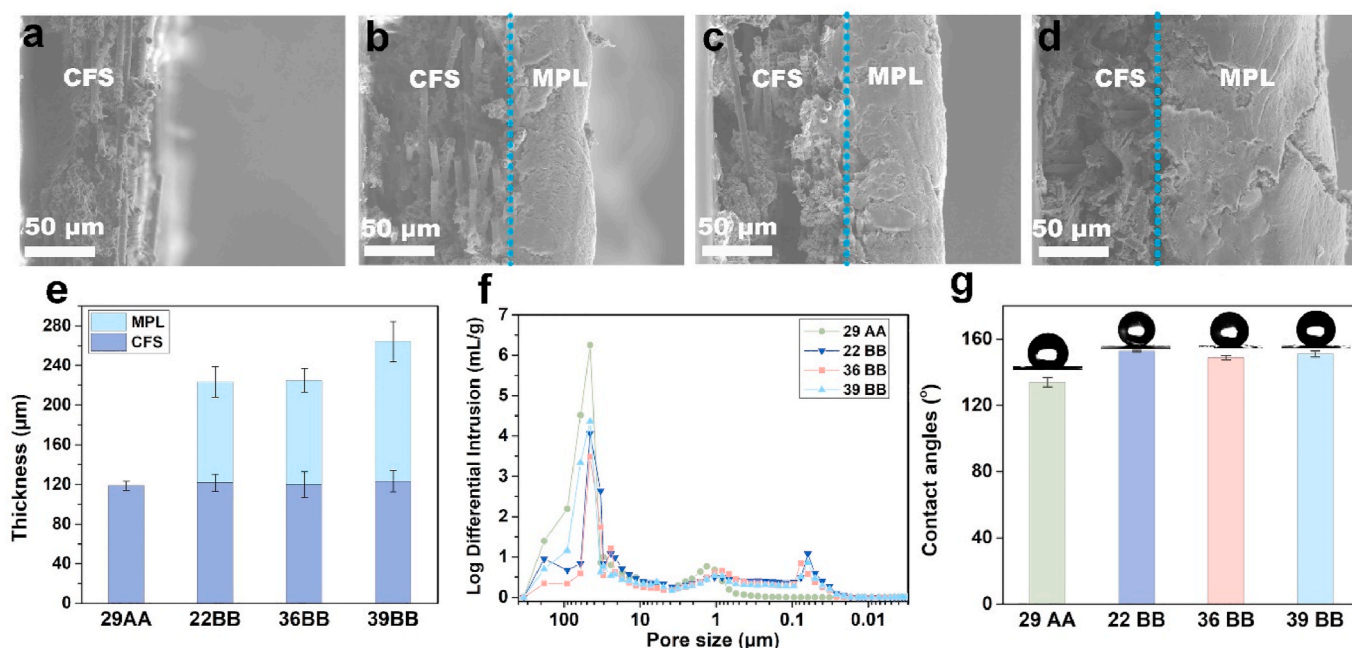 a
CFS
50 µm
b
CFS
MPL
50 µm
c
CFS
MPL
50 µm
d
CFS
MPL
50 µm
e
MPL
CFS
Thickness (µm)
280
240
200
160
120
80
40
0
29AA
22BB
36BB
39BB
f
29 AA
22 BB
36 BB
39 BB
Log Differential Intrusion (mL/g)
7
6
5
4
3
2
1
0
100
10
1
0.1
0.01
Pore size (µm)
g
Contact angles (°)
160
120
80
40
0
29 AA
22 BB
36 BB
39 BB